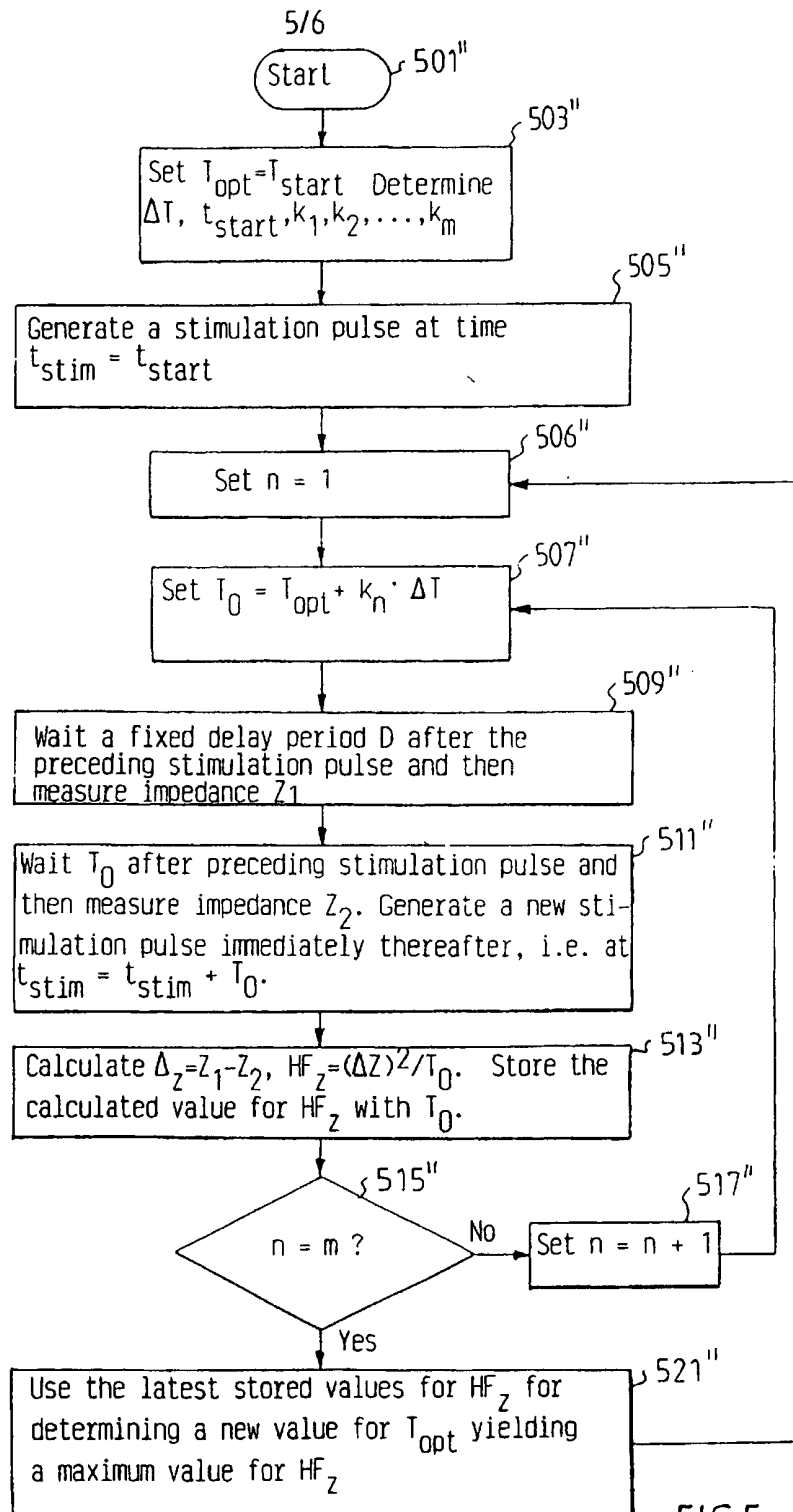 5/6
Start
501"
503"
Set T_opt=T_start Determine
ΔT, t_start,k_1,k_2,...,k_m
505"
Generate a stimulation pulse at time
t_stim = t_start
506"
Set n = 1
507"
Set T_0 = T_opt + k_n · ΔT
509"
Wait a fixed delay period D after the
preceding stimulation pulse and then
measure impedance Z_1
511"
Wait T_0 after preceding stimulation pulse and
then measure impedance Z_2. Generate a new sti-
mulation pulse immediately thereafter, i.e. at
t_stim = t_stim + T_0.
513"
Calculate Δ_z=Z_1-Z_2, HF_z=(ΔZ)²/T_0. Store the
calculated value for HF_z with T_0.
515"
n = m ?
No
517"
Set n = n + 1
Yes
521"
Use the latest stored values for HF_z for
determining a new value for T_opt yielding
a maximum value for HF_z